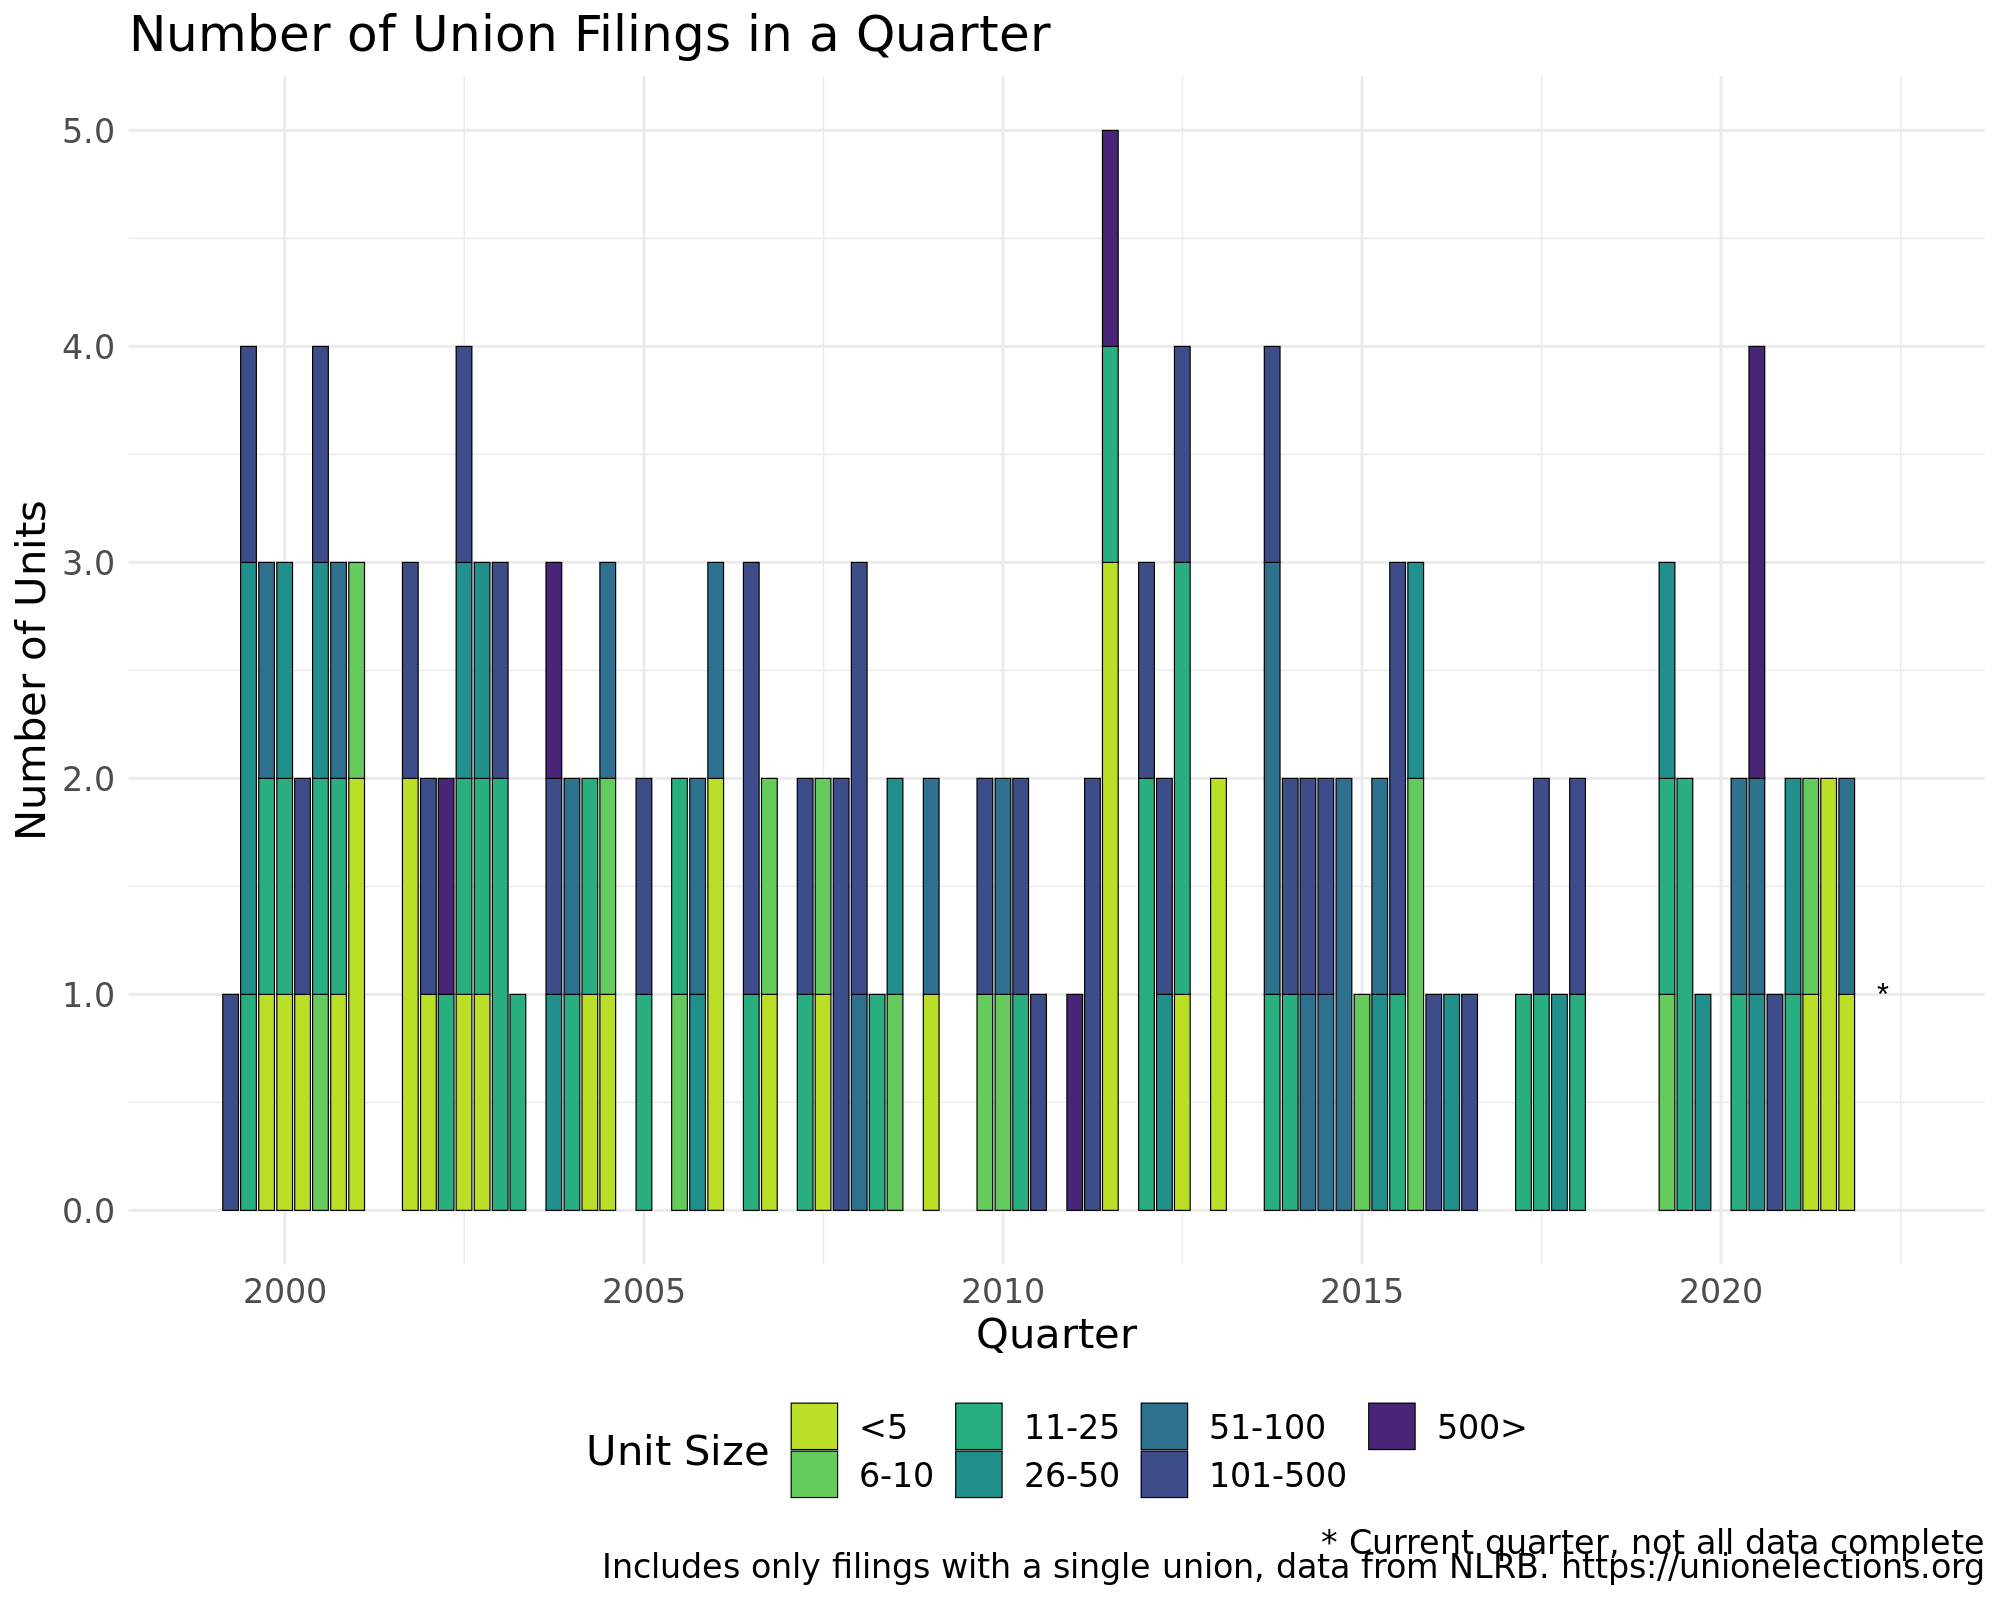 Number of Union Filings in a Quarter
Number of Units
5.0
4.0
3.0
2.0
1.0
0.0
*
2000 2005 2010 2015 2020
Quarter
Unit Size
<5 11-25 51-100 500>
6-10 26-50 101-500
* Current quarter, not all data complete
Includes only filings with a single union, data from NLRB. https://unionelections.org